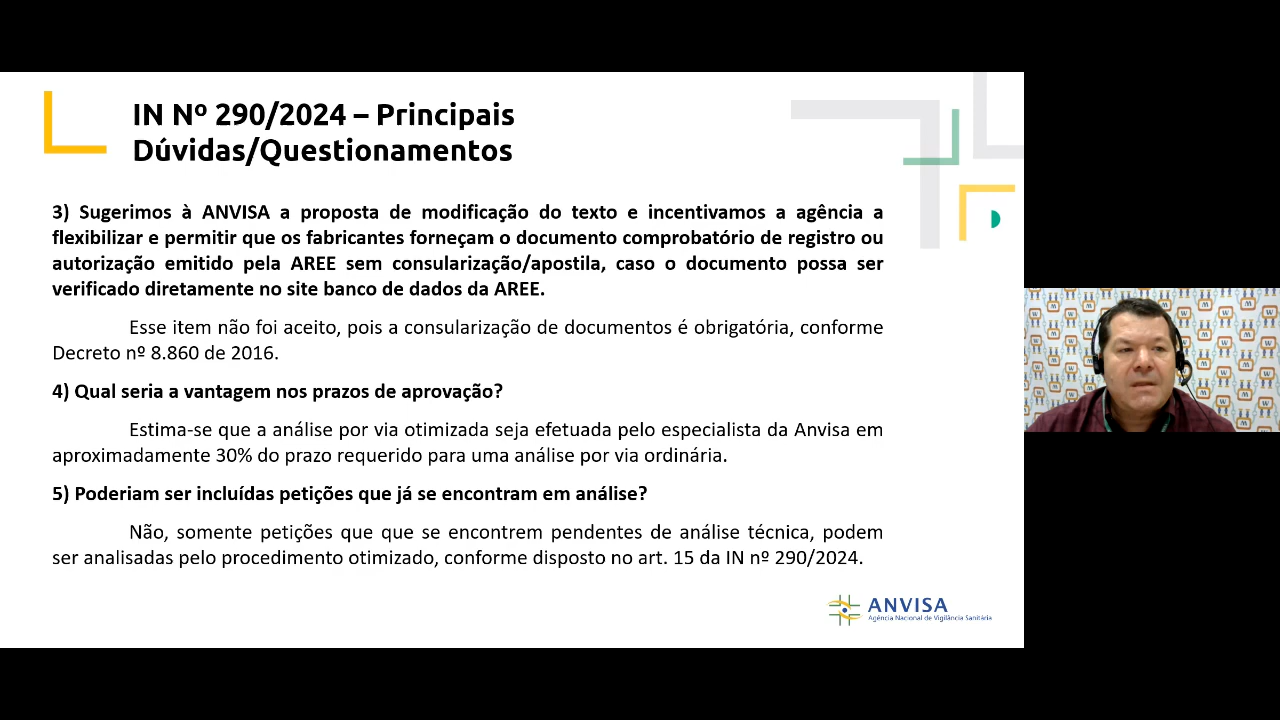 IN Nº 290/2024 – Principais
Dúvidas/Questionamentos
3) Sugerimos à ANVISA a proposta de modificação do texto e incentivamos a agência a
flexibilizar e permitir que os fabricantes forneçam o documento comprobatório de registro ou
autorização emitido pela AREE sem consularização/apostila, caso o documento possa ser
verificado diretamente no site banco de dados da AREE.
Esse item não foi aceito, pois a consularização de documentos é obrigatória, conforme
Decreto nº 8.860 de 2016.
4) Qual seria a vantagem nos prazos de aprovação?
Estima-se que a análise por via otimizada seja efetuada pelo especialista da Anvisa em
aproximadamente 30% do prazo requerido para uma análise por via ordinária.
5) Poderiam ser incluídas petições que já se encontram em análise?
Não, somente petições que que se encontrem pendentes de análise técnica, podem
ser analisadas pelo procedimento otimizado, conforme disposto no art. 15 da IN nº 290/2024.
ANVISA
Agência Nacional de Vigilância Sanitária